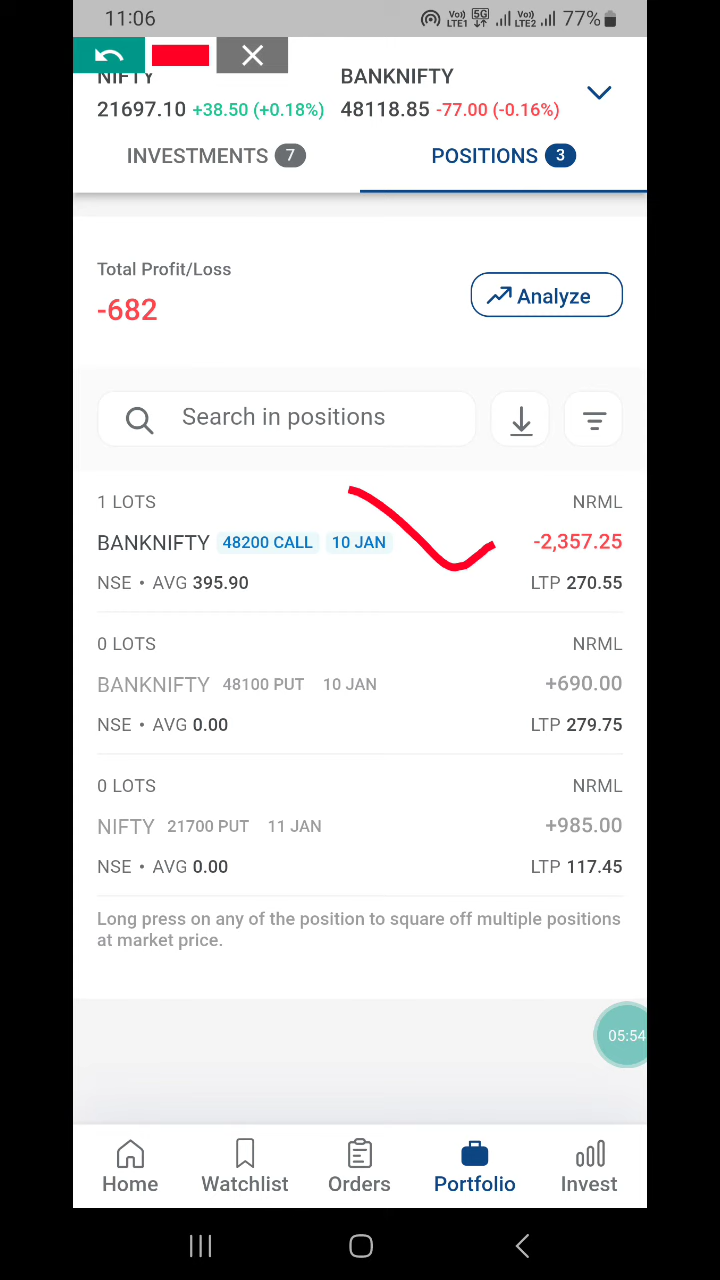 11:06 Vo) LTE1 5G Vo) LTE2 77%
NIFTY BANKNIFTY
21697.10 +38.50 (+0.18%) 48118.85 -77.00 (-0.16%)
INVESTMENTS 7 POSITIONS 3
Total Profit/Loss
-682
Analyze
Search in positions
1 LOTS NRML
BANKNIFTY 48200 CALL 10 JAN -2,357.25
NSE • AVG 395.90 LTP 270.55
0 LOTS NRML
BANKNIFTY 48100 PUT 10 JAN +690.00
NSE • AVG 0.00 LTP 279.75
0 LOTS NRML
NIFTY 21700 PUT 11 JAN +985.00
NSE • AVG 0.00 LTP 117.45
Long press on any of the position to square off multiple positions
at market price.
05:54
Home Watchlist Orders Portfolio Invest